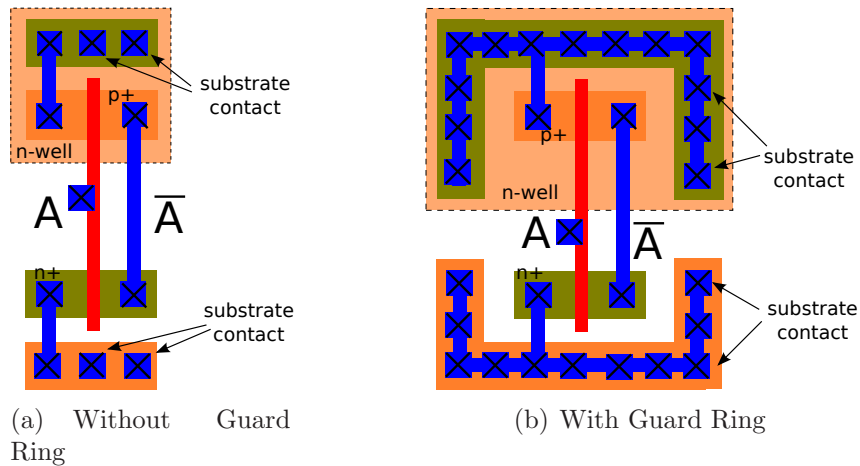 p+
substrate
contact
n-well
A
A̅
n+
substrate
contact
(a) Without Guard
Ring
p+
substrate
contact
n-well
A
A̅
n+
substrate
contact
(b) With Guard Ring